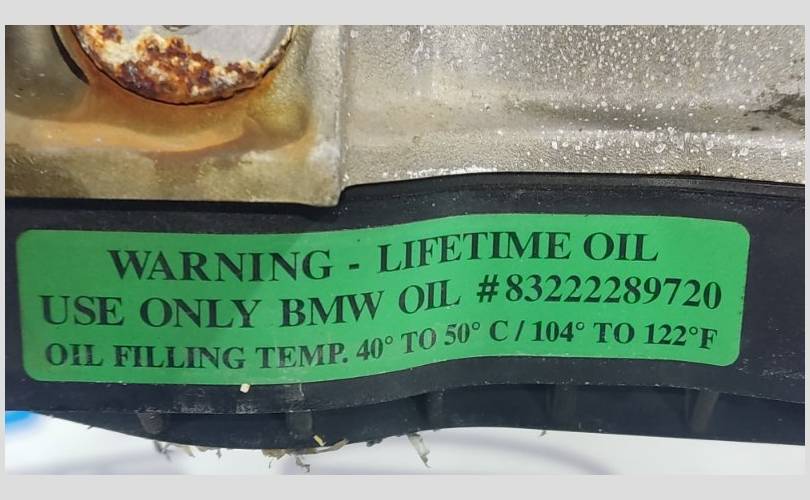 WARNING - LIFETIME OIL
USE ONLY BMW OIL #83222289720
OIL FILLING TEMP. 40° TO 50° C / 104° TO 122°F